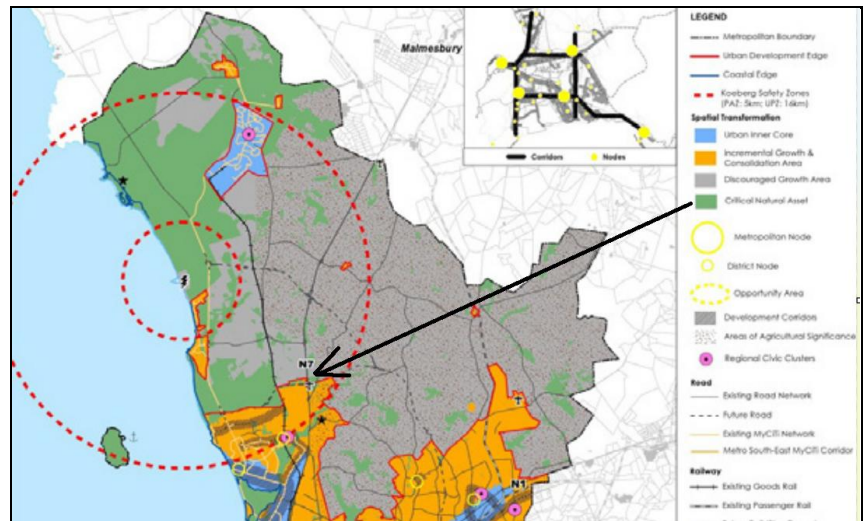 Malmesbury
Corridors
Nodes
N7
N1
LEGEND
Metropolitan Boundary
Urban Development Edge
Coastal Edge
Koeberg Safety Zones
(PAZ: 5km; UPZ: 16km)
Spatial Transformation
Urban Inner Core
Incremental Growth &
Consolidation Area
Discouraged Growth Area
Critical Natural Asset
Metropolitan Node
District Node
Opportunity Area
Development Corridors
Areas of Agricultural Significance
Regional Civic Clusters
Road
Existing Road Network
Future Road
Existing MyCiTi Network
Metro South-East MyCiTi Corridor
Railway
Existing Goods Rail
Existing Passenger Rail